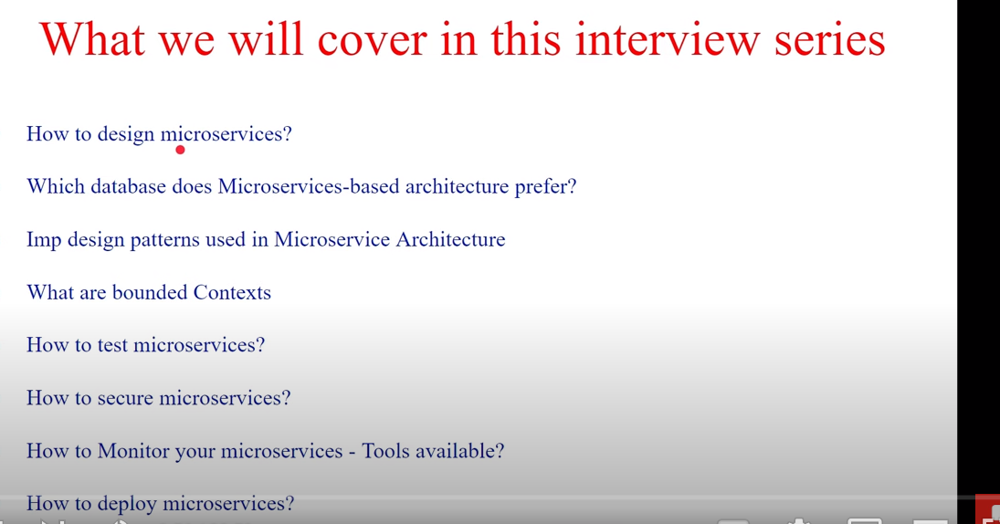 What we will cover in this interview series
How to design microservices?
Which database does Microservices-based architecture prefer?
Imp design patterns used in Microservice Architecture
What are bounded Contexts
How to test microservices?
How to secure microservices?
How to Monitor your microservices - Tools available?
How to deploy microservices?